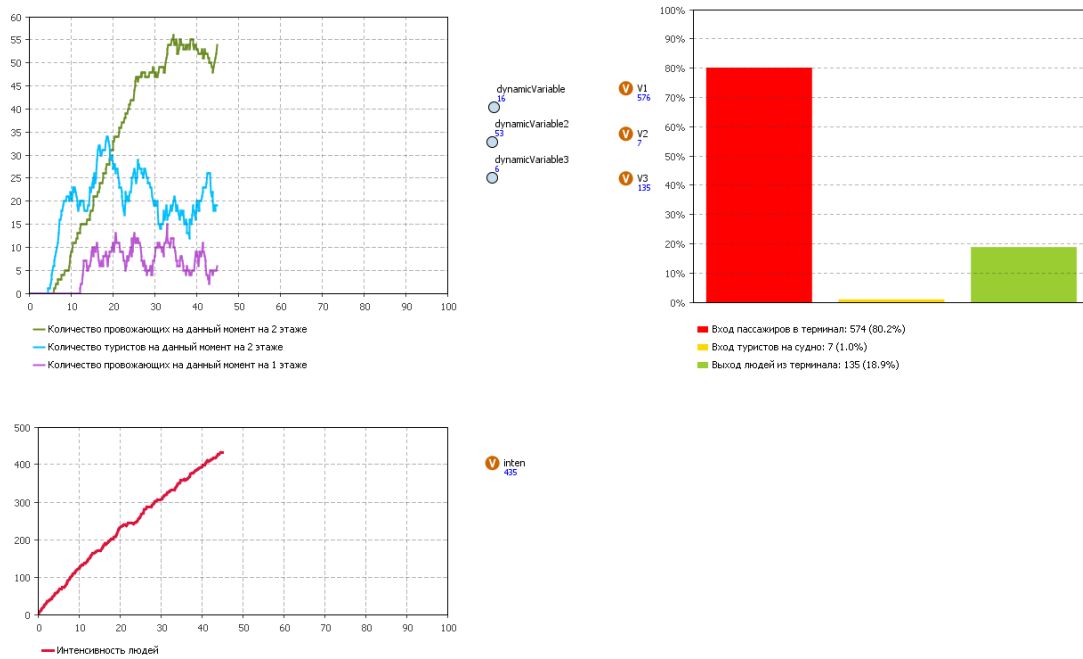 60
55
50
45
40
35
30
25
20
15
10
5
0
0 10 20 30 40 50 60 70 80 90 100
Количество провожающих на данный момент на 2 этаже
Количество туристов на данный момент на 2 этаже
Количество провожающих на данный момент на 1 этаже
dynamicVariable
16
dynamicVariable2
53
dynamicVariable3
6
V V1
576
V V2
7
V V3
135
100%
90%
80%
70%
60%
50%
40%
30%
20%
10%
0%
Вход пассажиров в терминал: 574 (80.2%)
Вход туристов на судно: 7 (1.0%)
Выход людей из терминала: 135 (18.9%)
500
400
300
200
100
0
0 10 20 30 40 50 60 70 80 90 100
Интенсивность людей
V inten
435